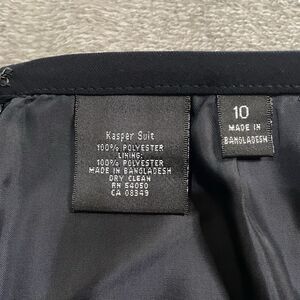 Kasper Suit
100% POLYESTER
LINING:
100% POLYESTER
MADE IN BANGLADESH
DRY CLEAN
RN 54050
CA 08349
10
MADE IN
BANGLADESH